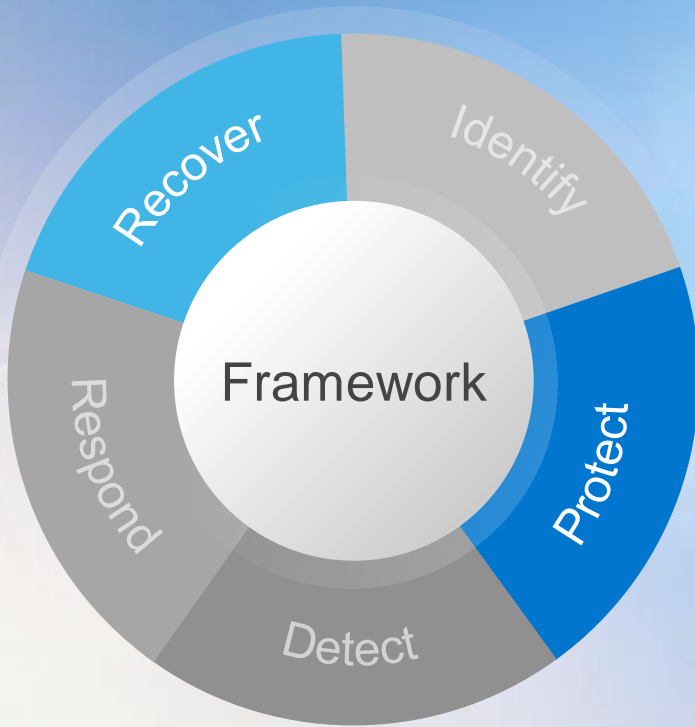 Identify
Protect
Detect
Respond
Recover
Framework